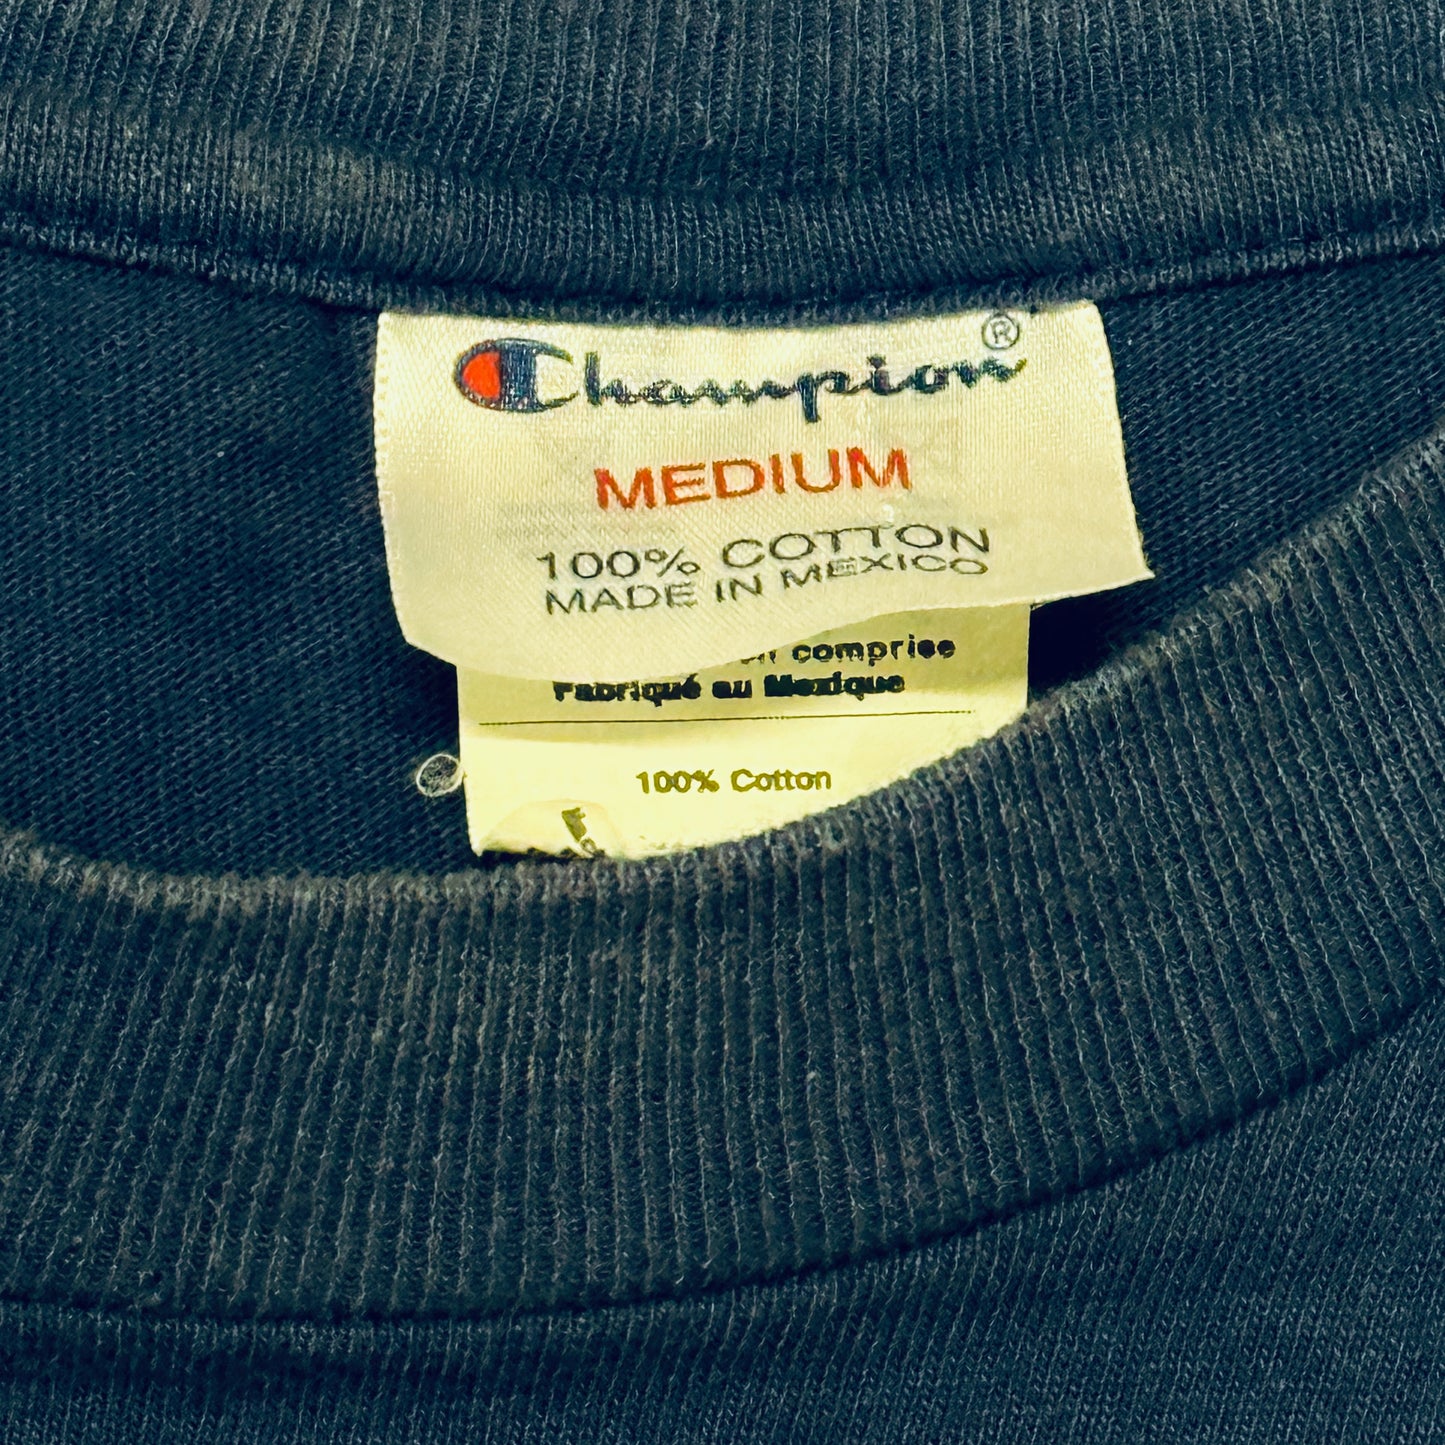 Champion®
MEDIUM
100% COTTON
MADE IN MEXICO
comprise
Fabriqué au Mexique
100% Cotton